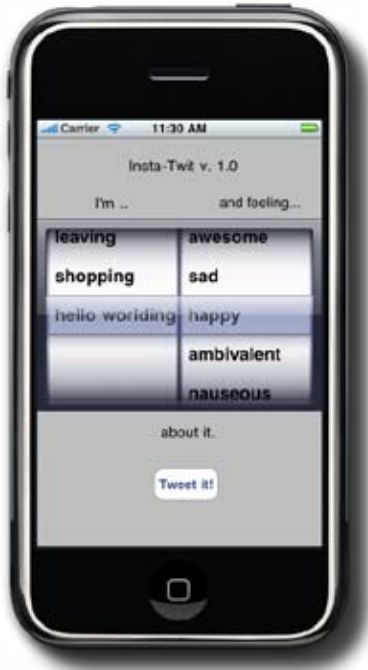 Carrier 11:30 AM
Insta-Twit v. 1.0
I'm .. and feeling...
leaving awesome
shopping sad
hello woriding happy
ambivalent
nauseous
about it.
Tweet it!